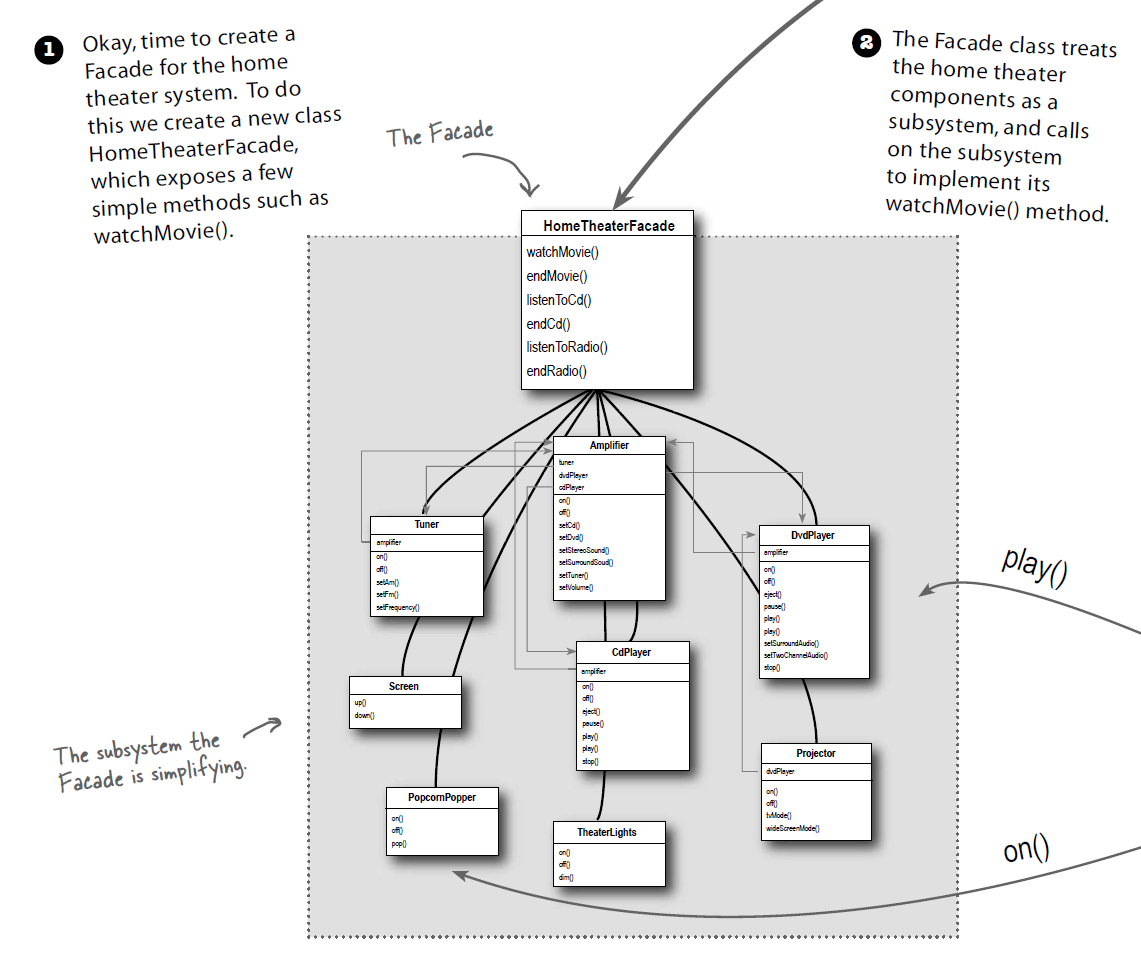 1
Okay, time to create a
Facade for the home
theater system. To do
this we create a new class
HomeTheaterFacade,
which exposes a few
simple methods such as
watchMovie().
The Facade
2
The Facade class treats
the home theater
components as a
subsystem, and calls
on the subsystem
to implement its
watchMovie() method.
HomeTheaterFacade
watchMovie()
endMovie()
listenToCd()
endCd()
listenToRadio()
endRadio()
Amplifier
tuner
dvdPlayer
cdPlayer
on()
off()
setCd()
setDvd()
setStereoSound()
setSurroundSoud()
setTuner()
setVolume()
Tuner
amplifier
on()
off()
setAm()
setFm()
setFrequency()
DvdPlayer
amplifier
on()
off()
eject()
pause()
play()
play()
setSurroundAudio()
setTwoChannelAudio()
stop()
play()
CdPlayer
amplifier
on()
off()
eject()
pause()
play()
play()
stop()
Screen
up()
down()
The subsystem the
Facade is simplifying.
Projector
dvdPlayer
on()
off()
tvMode()
wideScreenMode()
PopcornPopper
on()
off()
pop()
TheaterLights
on()
off()
dim()
on()